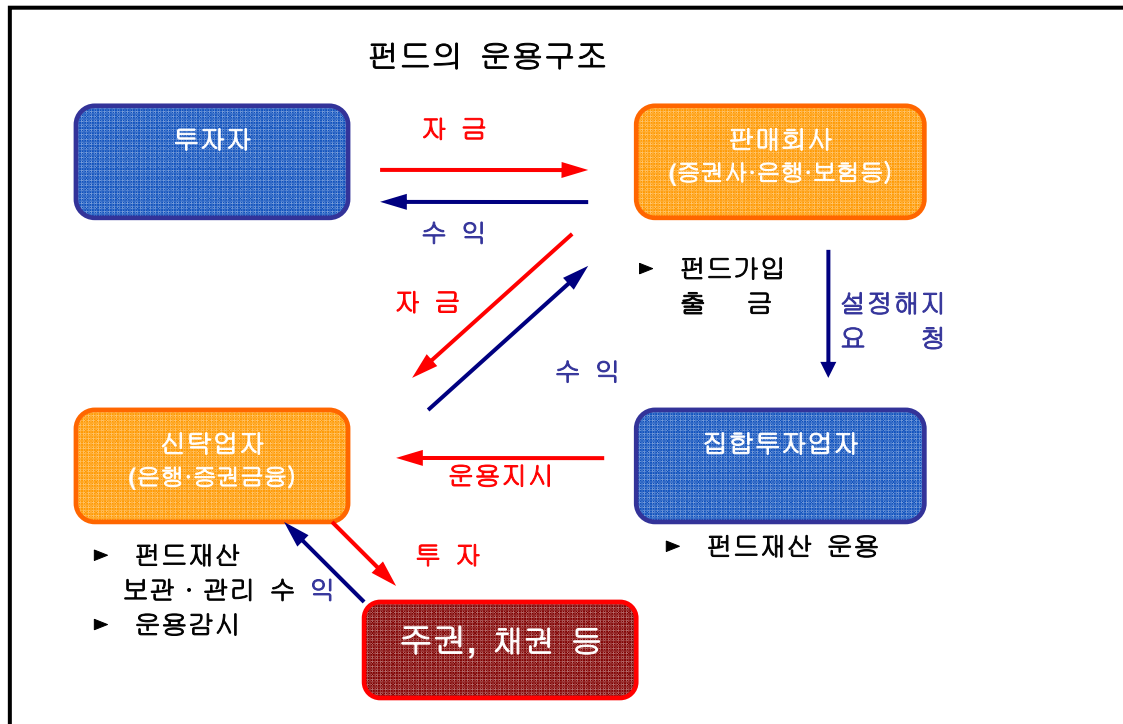 펀드의 운용구조
투자자
자 금
판매회사
(증권사·은행·보험등)
수 익
► 펀드가입
출 금
자 금
설정해지
요 청
수 익
신탁업자
(은행·증권금융)
운용지시
집합투자업자
► 펀드재산
보관 · 관리 수 익
► 운용감시
투 자
► 펀드재산 운용
주권, 채권 등